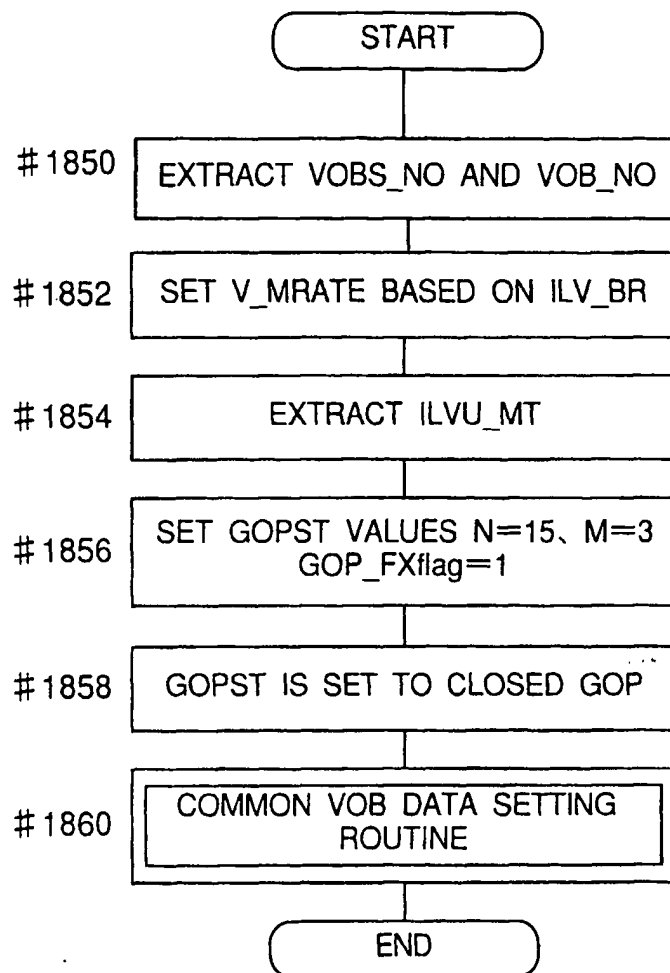 START
#1850
EXTRACT VOBS_NO AND VOB_NO
#1852
SET V_MRATE BASED ON ILV_BR
#1854
EXTRACT ILVU_MT
#1856
SET GOPST VALUES N=15、M=3
GOP_FXflag=1
#1858
GOPST IS SET TO CLOSED GOP
#1860
COMMON VOB DATA SETTING
ROUTINE
END